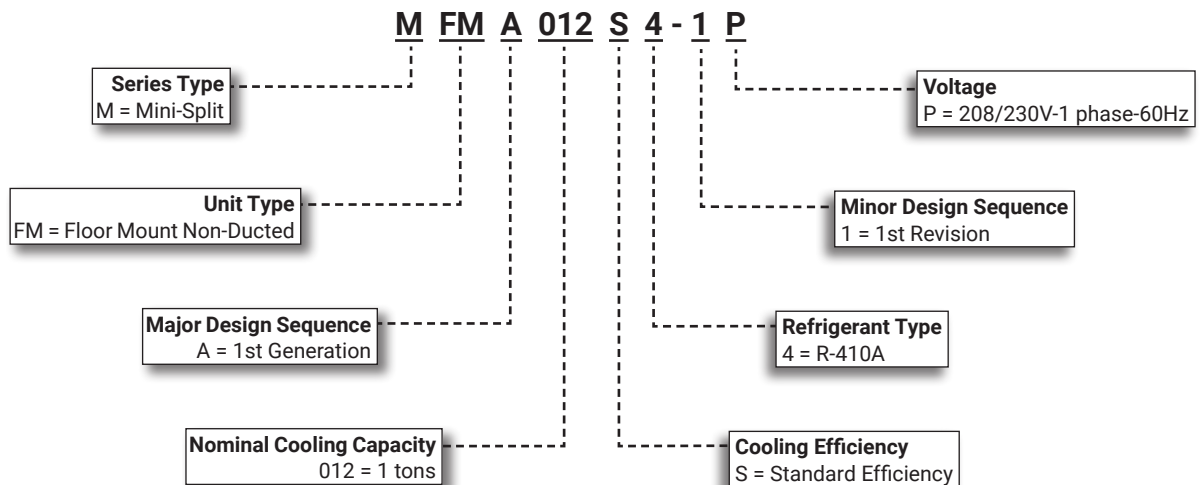 M FM A 012 S 4 - 1 P
Series Type
M = Mini-Split
Voltage
P = 208/230V-1 phase-60Hz
Unit Type
FM = Floor Mount Non-Ducted
Minor Design Sequence
1 = 1st Revision
Major Design Sequence
A = 1st Generation
Refrigerant Type
4 = R-410A
Nominal Cooling Capacity
012 = 1 tons
Cooling Efficiency
S = Standard Efficiency